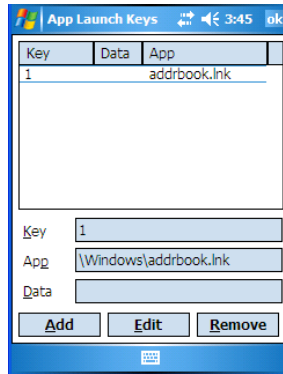 App Launch Keys 3:45 ok
Key Data App
1 addrbook.lnk
Key 1
App \Windows\addrbook.lnk
Data
Add Edit Remove